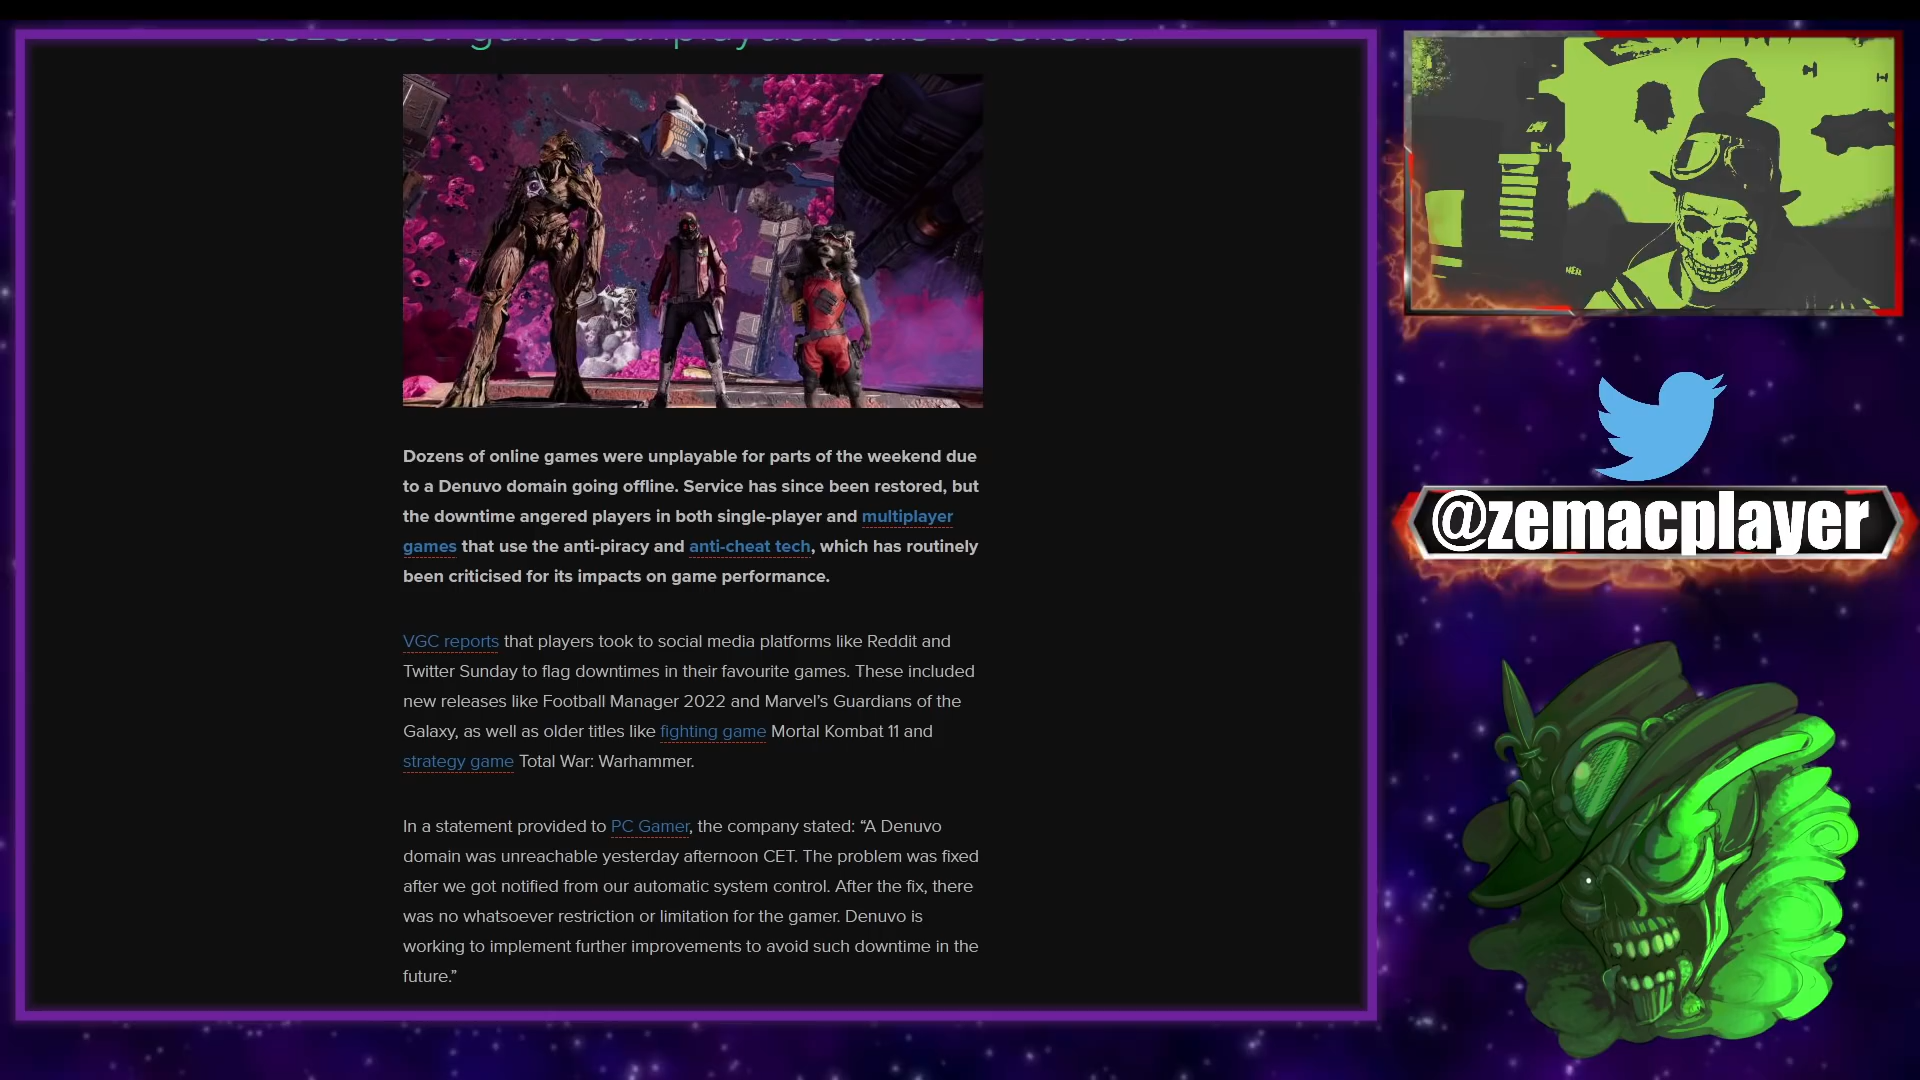 dozens of games unplayable this weekend
Dozens of online games were unplayable for parts of the weekend due
to a Denuvo domain going offline. Service has since been restored, but
the downtime angered players in both single-player and multiplayer
games that use the anti-piracy and anti-cheat tech, which has routinely
been criticised for its impacts on game performance.
VGC reports that players took to social media platforms like Reddit and
Twitter Sunday to flag downtimes in their favourite games. These included
new releases like Football Manager 2022 and Marvel’s Guardians of the
Galaxy, as well as older titles like fighting game Mortal Kombat 11 and
strategy game Total War: Warhammer.
In a statement provided to PC Gamer, the company stated: “A Denuvo
domain was unreachable yesterday afternoon CET. The problem was fixed
after we got notified from our automatic system control. After the fix, there
was no whatsoever restriction or limitation for the gamer. Denuvo is
working to implement further improvements to avoid such downtime in the
future.”
@zemacplayer